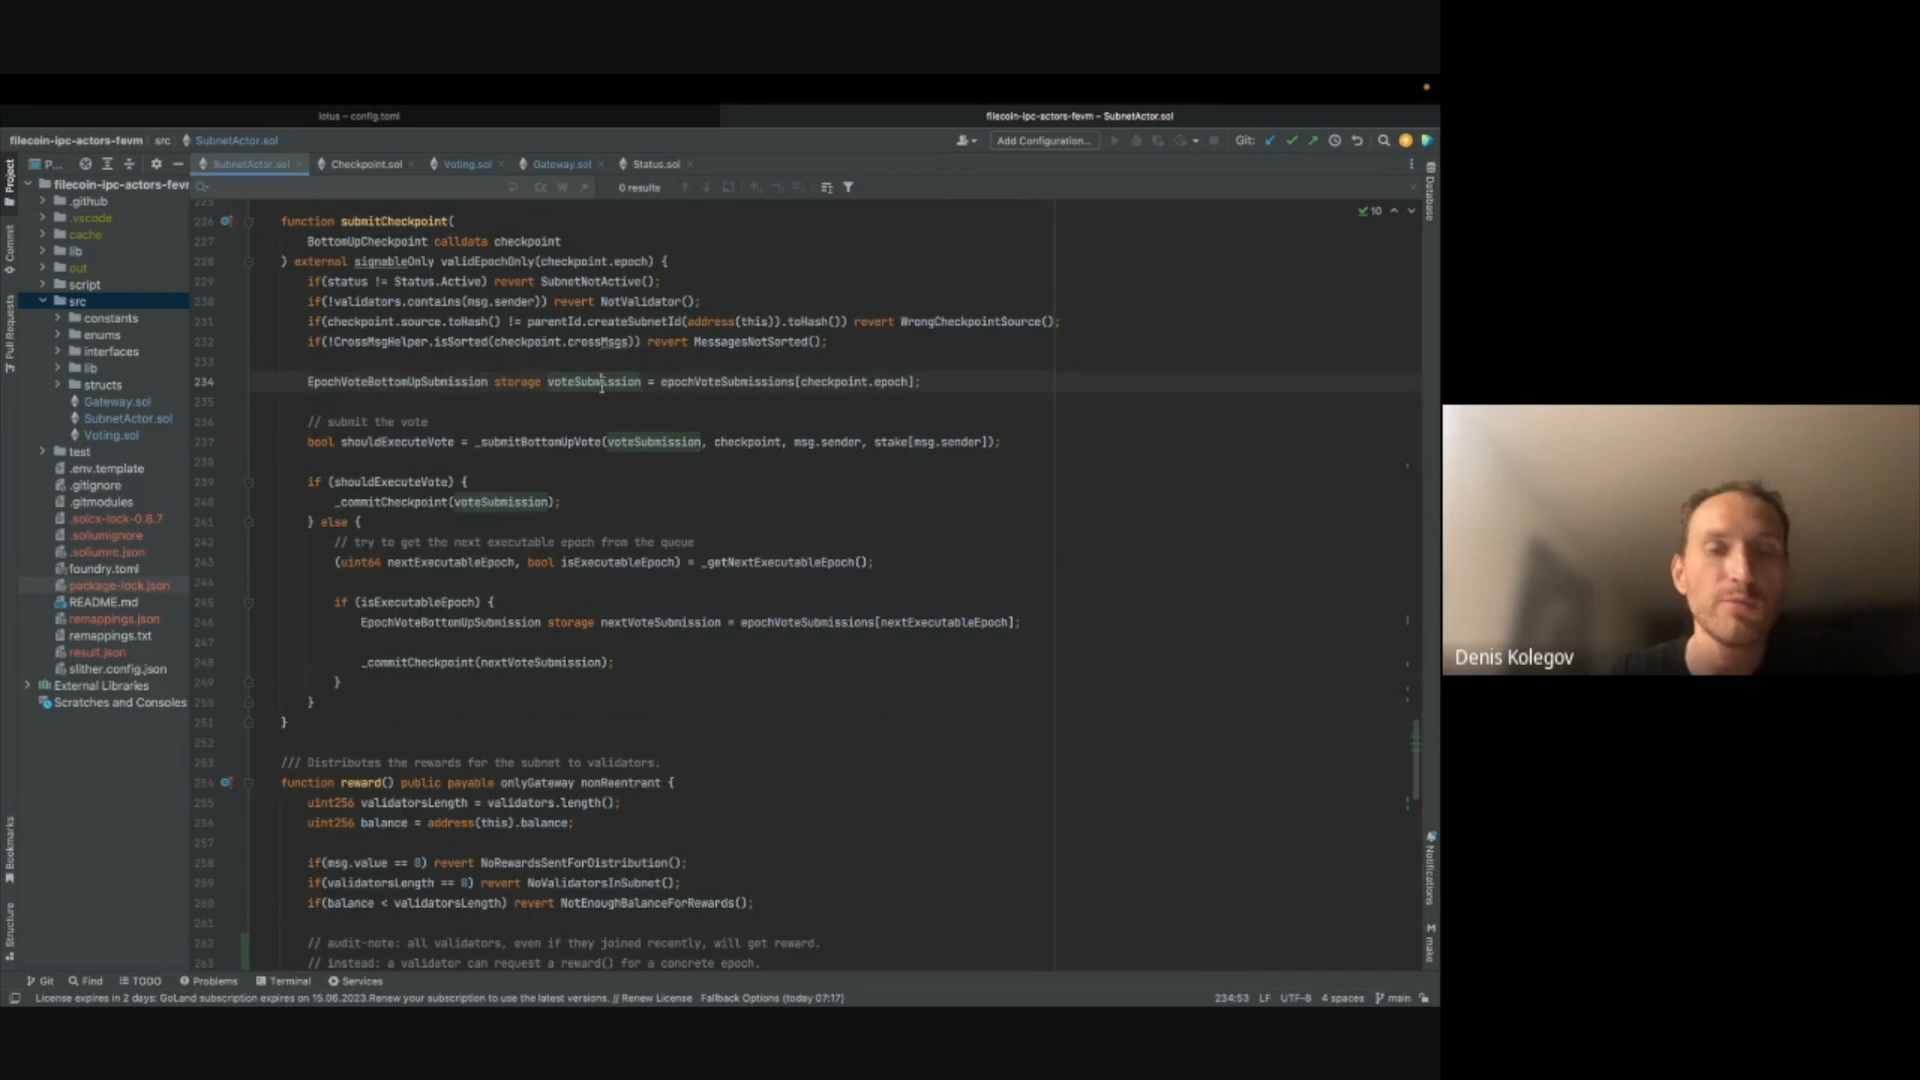 lotus – config.toml
filecoin-ipc-actors-fevm – SubnetActor.sol
filecoin-ipc-actors-fevm
src
SubnetActor.sol
Add Configuration...
Git:
P...
SubnetActor.sol
Checkpoint.sol
Voting.sol
Gateway.sol
Status.sol
Cc
W
0 results
10
Project
Commit
Pull Requests
Bookmarks
Structure
Database
Notifications
make
filecoin-ipc-actors-fevr
.github
.vscode
cache
lib
out
script
src
constants
enums
interfaces
lib
structs
Gateway.sol
SubnetActor.sol
Voting.sol
test
.env.template
.gitignore
.gitmodules
.solcx-lock-0.8.7
.soliumignore
.soliumrc.json
foundry.toml
package-lock.json
README.md
remappings.json
remappings.txt
result.json
slither.config.json
External Libraries
Scratches and Consoles
225
226 function submitCheckpoint(
227 BottomUpCheckpoint calldata checkpoint
228 ) external signableOnly validEpochOnly(checkpoint.epoch) {
229 if(status != Status.Active) revert SubnetNotActive();
230 if(!validators.contains(msg.sender)) revert NotValidator();
231 if(checkpoint.source.toHash() != parentId.createSubnetId(address(this)).toHash()) revert WrongCheckpointSource();
232 if(!CrossMsgHelper.isSorted(checkpoint.crossMsgs)) revert MessagesNotSorted();
233
234 EpochVoteBottomUpSubmission storage voteSubmission = epochVoteSubmissions[checkpoint.epoch];
235
236 // submit the vote
237 bool shouldExecuteVote = _submitBottomUpVote(voteSubmission, checkpoint, msg.sender, stake[msg.sender]);
238
239 if (shouldExecuteVote) {
240 _commitCheckpoint(voteSubmission);
241 } else {
242 // try to get the next executable epoch from the queue
243 (uint64 nextExecutableEpoch, bool isExecutableEpoch) = _getNextExecutableEpoch();
244
245 if (isExecutableEpoch) {
246 EpochVoteBottomUpSubmission storage nextVoteSubmission = epochVoteSubmissions[nextExecutableEpoch];
247
248 _commitCheckpoint(nextVoteSubmission);
249 }
250 }
251 }
252
253 /// Distributes the rewards for the subnet to validators.
254 function reward() public payable onlyGateway nonReentrant {
255 uint256 validatorsLength = validators.length();
256 uint256 balance = address(this).balance;
257
258 if(msg.value == 0) revert NoRewardsSentForDistribution();
259 if(validatorsLength == 0) revert NoValidatorsInSubnet();
260 if(balance < validatorsLength) revert NotEnoughBalanceForRewards();
261
262 // audit-note: all validators, even if they joined recently, will get reward.
263 // instead: a validator can request a reward() for a concrete epoch.
Git
Find
TODO
Problems
Terminal
Services
License expires in 2 days: GoLand subscription expires on 15.06.2023.Renew your subscription to use the latest versions. // Renew License Fallback Options (today 07:17)
234:53 LF UTF-8 4 spaces main
Denis Kolegov